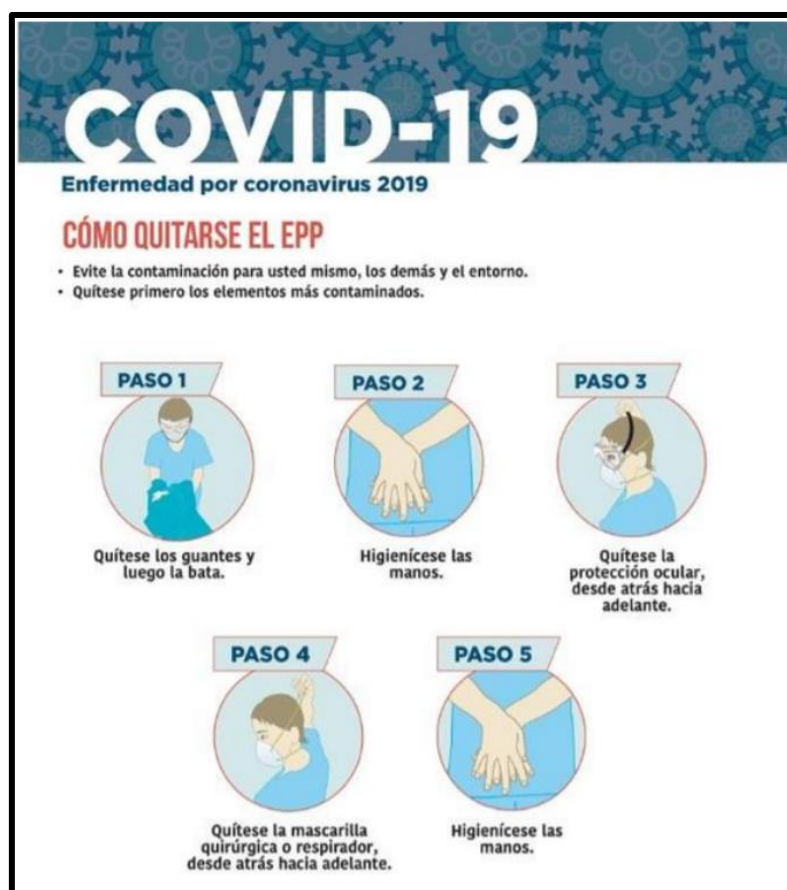 COVID-19
Enfermedad por coronavirus 2019
CÓMO QUITARSE EL EPP
• Evite la contaminación para usted mismo, los demás y el entorno.
• Quítese primero los elementos más contaminados.
PASO 1
Quítese los guantes y
luego la bata.
PASO 2
Higienícese las
manos.
PASO 3
Quítese la
protección ocular,
desde atrás hacia
adelante.
PASO 4
Quítese la mascarilla
quirúrgica o respirador,
desde atrás hacia adelante.
PASO 5
Higienícese las
manos.